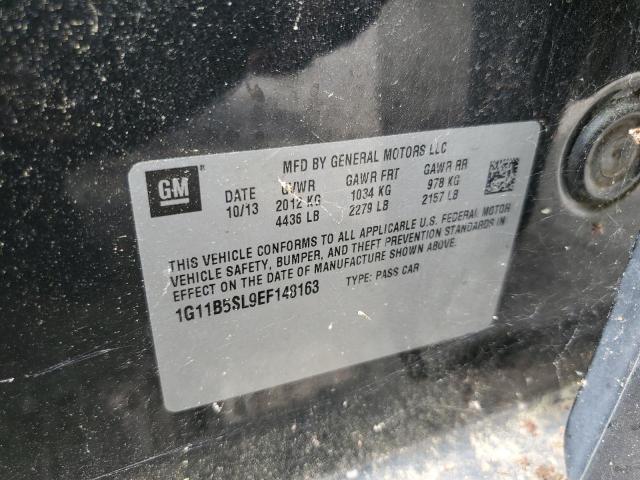 GM
MFD BY GENERAL MOTORS LLC
DATE GVWR GAWR FRT GAWR RR
10/13 2012 KG 1034 KG 978 KG
4436 LB 2279 LB 2157 LB
THIS VEHICLE CONFORMS TO ALL APPLICABLE U.S. FEDERAL MOTOR
VEHICLE SAFETY, BUMPER, AND THEFT PREVENTION STANDARDS IN
EFFECT ON THE DATE OF MANUFACTURE SHOWN ABOVE.
1G11B5SL9EF148163 TYPE: PASS CAR